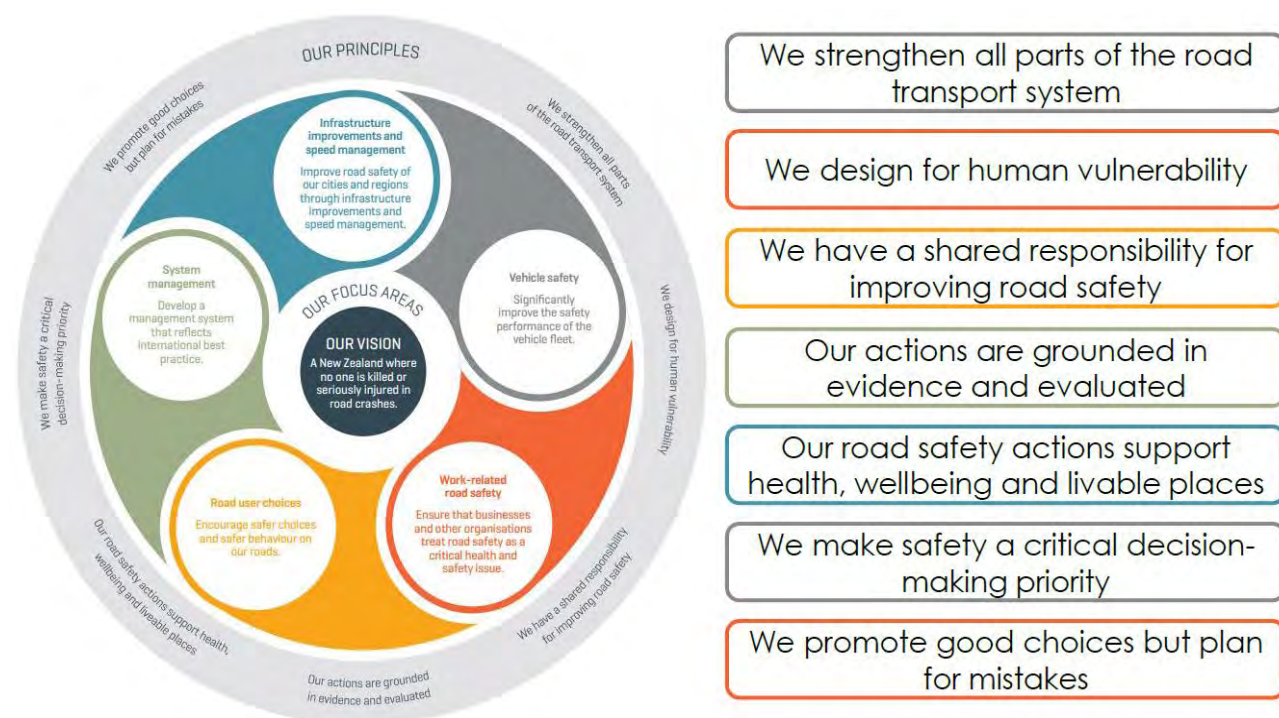 OUR PRINCIPLES
We promote good choices
but plan for mistakes
We strengthen all parts
of the road transport system
We design for human vulnerability
We have a shared responsibility
for improving road safety
Our actions are grounded
in evidence and evaluated
Our road safety actions support health,
wellbeing and liveable places
We make safety a critical
decision-making priority
Infrastructure
improvements and
speed management
Improve road safety of
our cities and regions
through infrastructure
improvements and
speed management.
Vehicle safety
Significantly
improve the safety
performance of the
vehicle fleet.
Work-related
road safety
Ensure that businesses
and other organisations
treat road safety as a
critical health and
safety issue.
Road user choices
Encourage safer choices
and safer behaviour on
our roads.
System
management
Develop a
management system
that reflects
international best
practice.
OUR FOCUS AREAS
OUR VISION
A New Zealand where
no one is killed or
seriously injured in
road crashes.
We strengthen all parts of the road
transport system
We design for human vulnerability
We have a shared responsibility for
improving road safety
Our actions are grounded in
evidence and evaluated
Our road safety actions support
health, wellbeing and livable places
We make safety a critical decision-
making priority
We promote good choices but plan
for mistakes